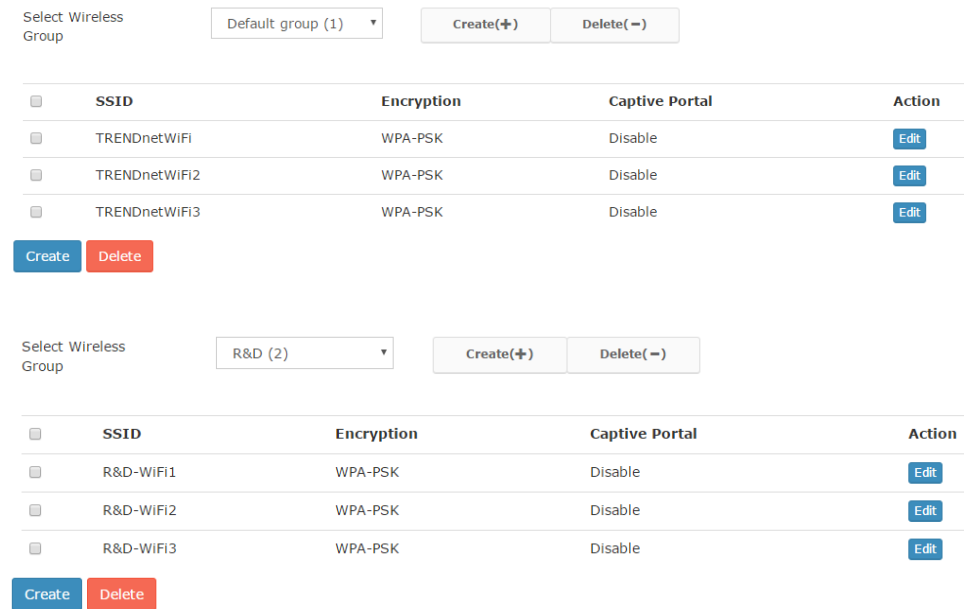 Select Wireless
Group
Default group (1)
Create(+)
Delete(−)
SSID Encryption Captive Portal Action
TRENDnetWiFi WPA-PSK Disable Edit
TRENDnetWiFi2 WPA-PSK Disable Edit
TRENDnetWiFi3 WPA-PSK Disable Edit
Create Delete
Select Wireless
Group
R&D (2)
Create(+)
Delete(−)
SSID Encryption Captive Portal Action
R&D-WiFi1 WPA-PSK Disable Edit
R&D-WiFi2 WPA-PSK Disable Edit
R&D-WiFi3 WPA-PSK Disable Edit
Create Delete